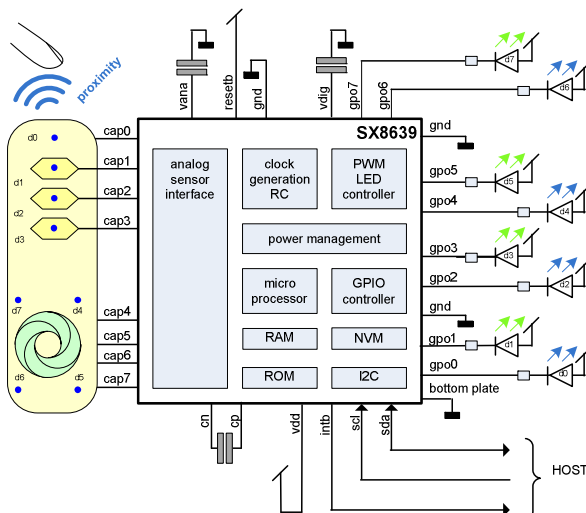 proximity
vana
resetb
gnd
vdig
gpo7
gpo6
d7
d6
SX8639
d0
d1
d2
d3
d7
d4
d6
d5
cap0
cap1
cap2
cap3
cap4
cap5
cap6
cap7
analog
sensor
interface
clock
generation
RC
PWM
LED
controller
power management
micro
processor
GPIO
controller
RAM
NVM
ROM
I2C
gnd
gpo5
d5
gpo4
d4
gpo3
d3
gpo2
d2
gnd
gpo1
d1
gpo0
d0
bottom plate
cn
cp
vdd
intb
scl
sda
HOST